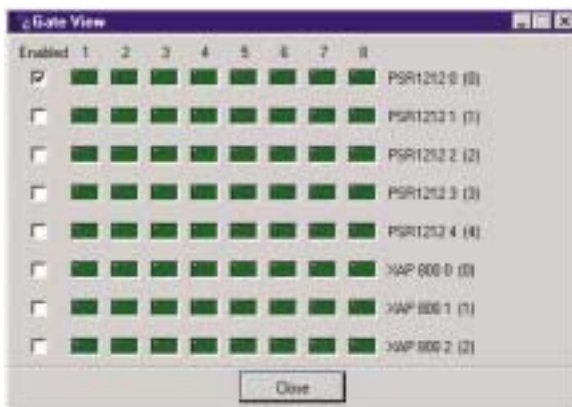 Gate View
Enabled 1 2 3 4 5 6 7 8
PSR1212 0 (0)
PSR1212 1 (1)
PSR1212 2 (2)
PSR1212 3 (3)
PSR1212 4 (4)
XAP 800 0 (0)
XAP 800 1 (1)
XAP 800 2 (2)
Close